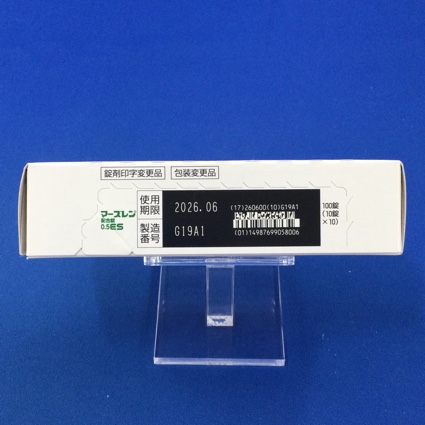 錠剤印字変更品 包装変更品
マーズレン
配合錠
0.5ES
使用
期限
2026.06
製造
番号
G19A1
(17)260600(10)G19A1
(01)14987699058006
100錠
(10錠
×10)